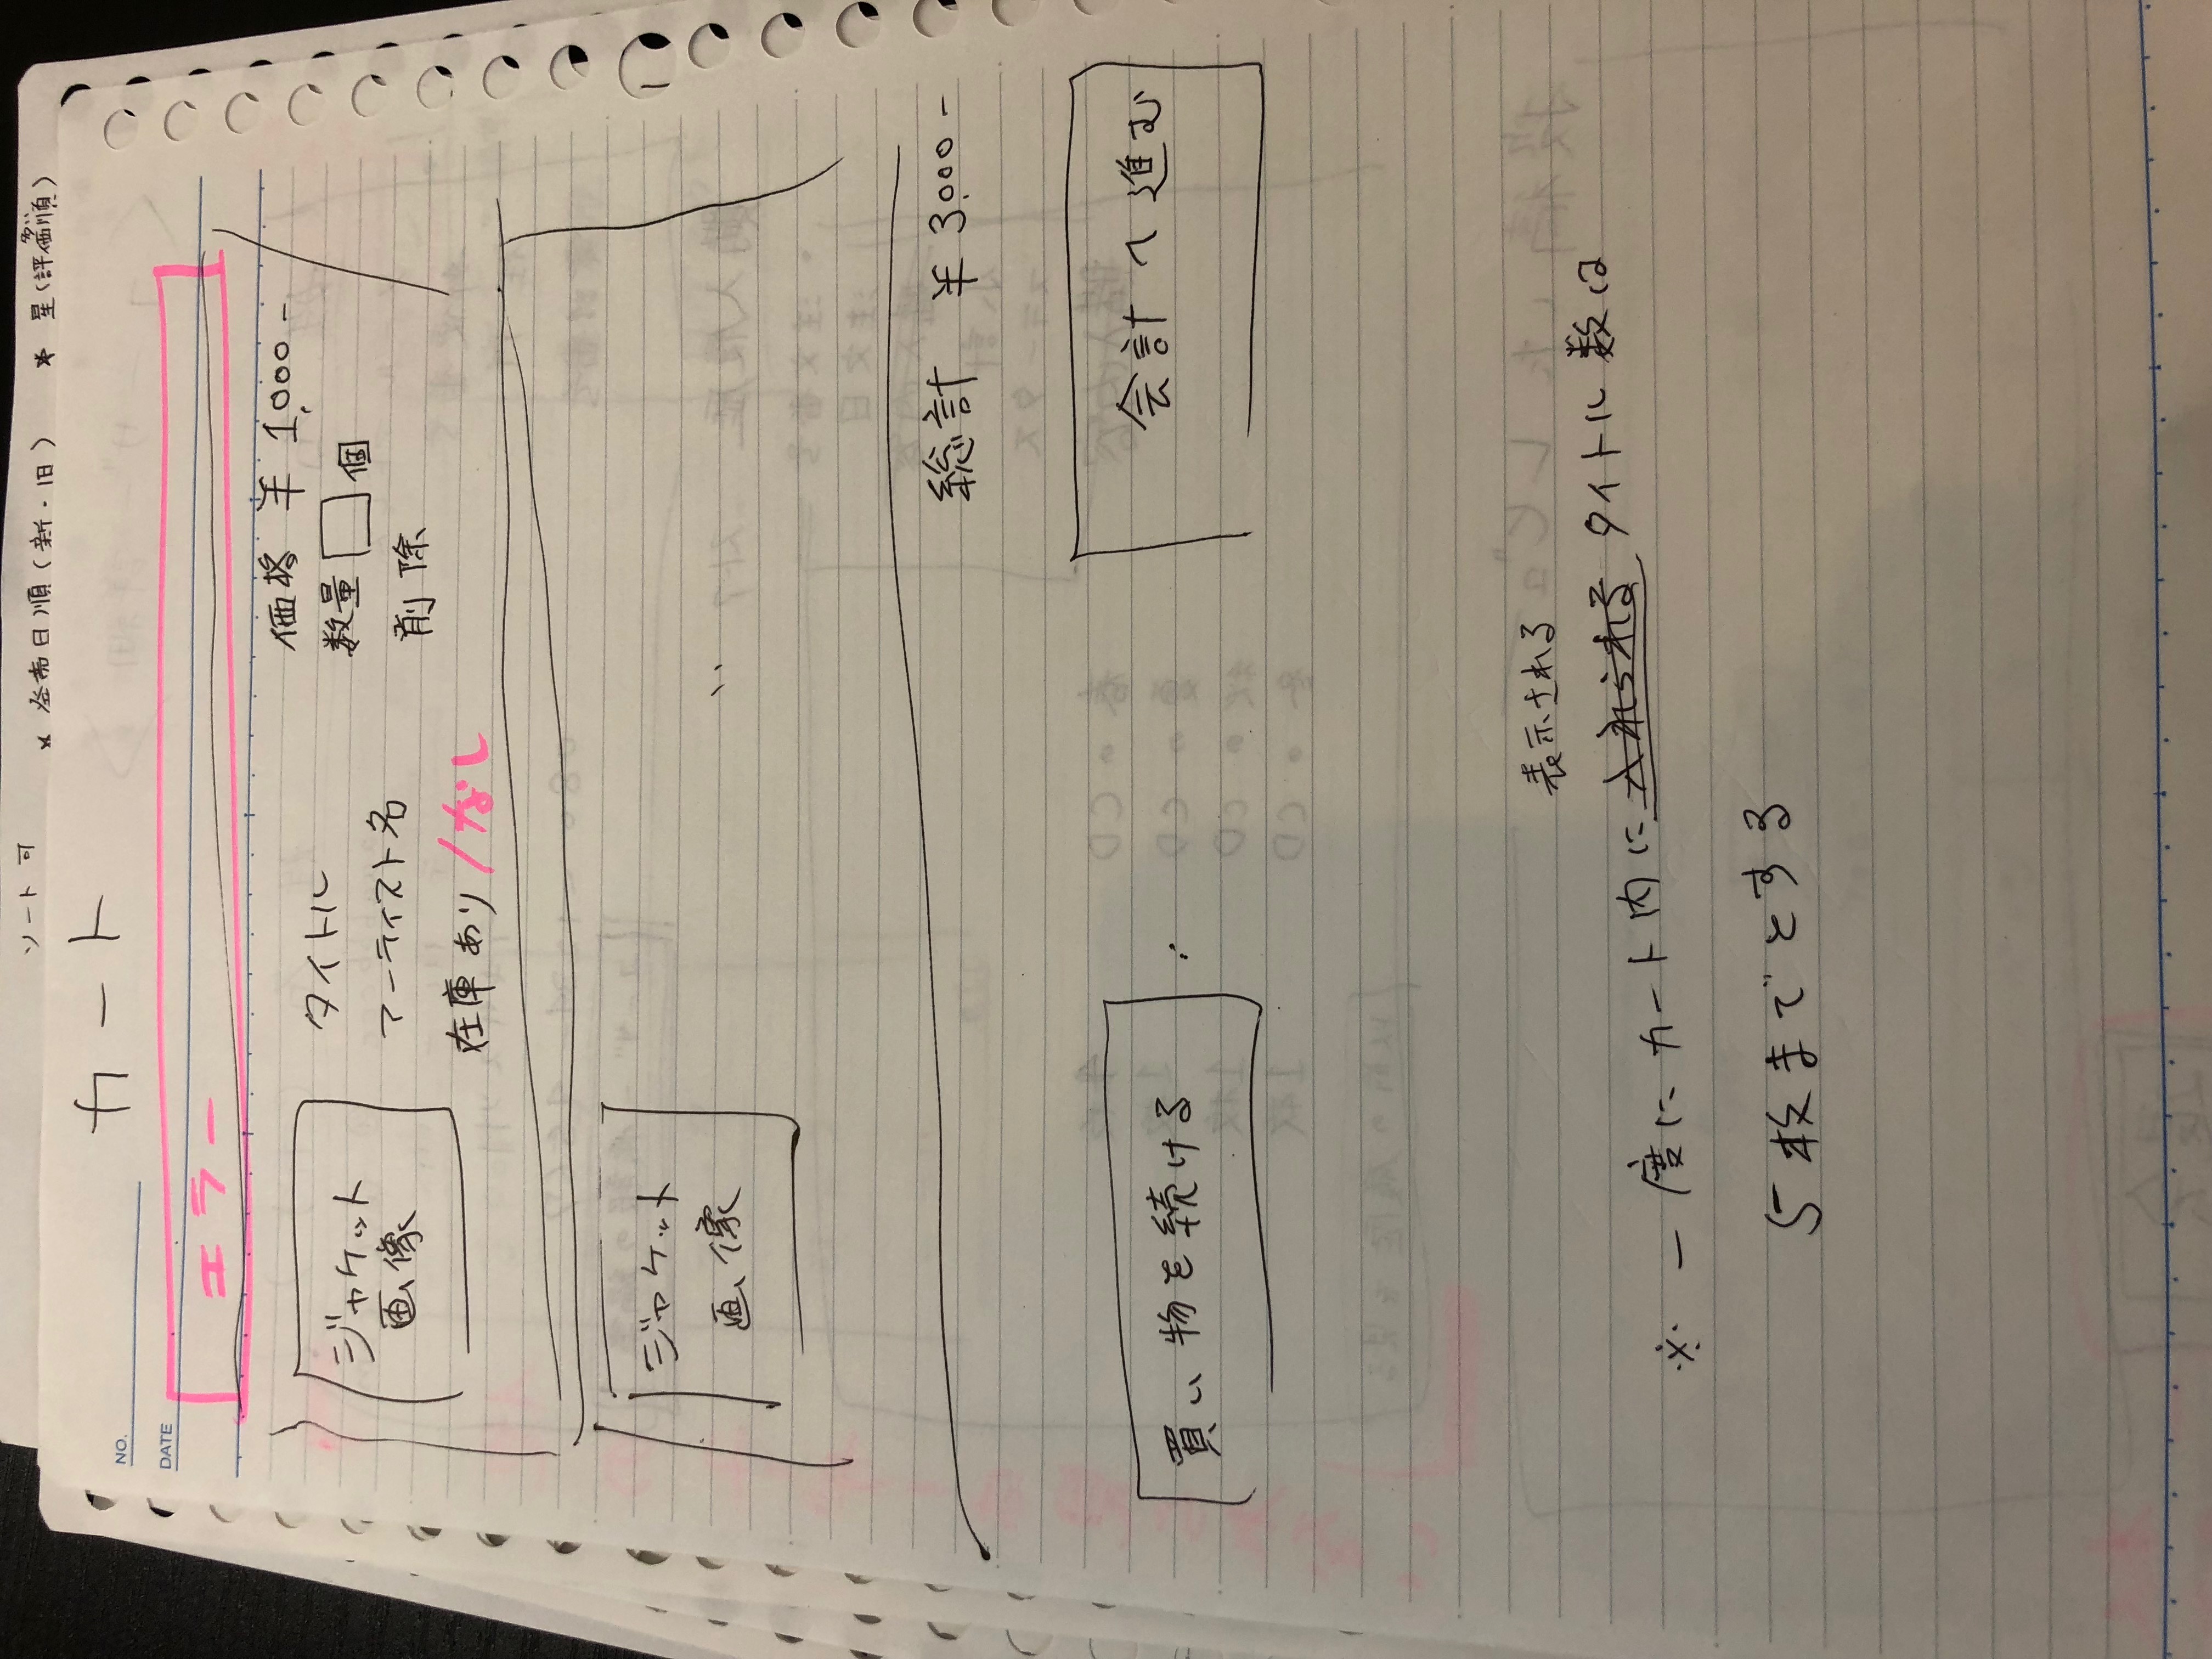 ソート可 * 発売日順(新・旧) * 星(評価順)
カート
NO.
DATE
エラー
ジャケット
画像
タイトル
アーティスト名
在庫あり/なし
価格 ¥1,000-
数量 個
削除
ジャケット
画像
総計 ¥3,000-
買い物を続ける
会計へ進む
表示される
※ 一度にカート内に入れられる タイトル数は
5枚までとする